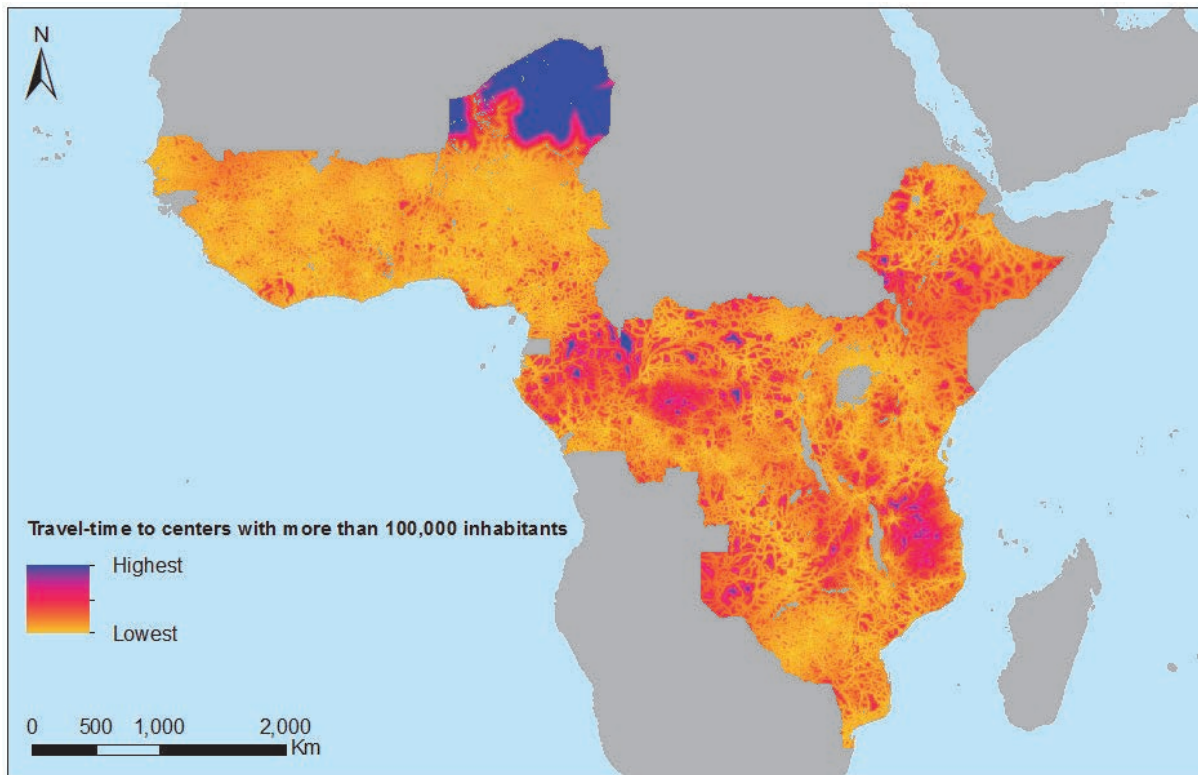 N
Travel-time to centers with more than 100,000 inhabitants
Highest
Lowest
0 500 1,000 2,000
Km